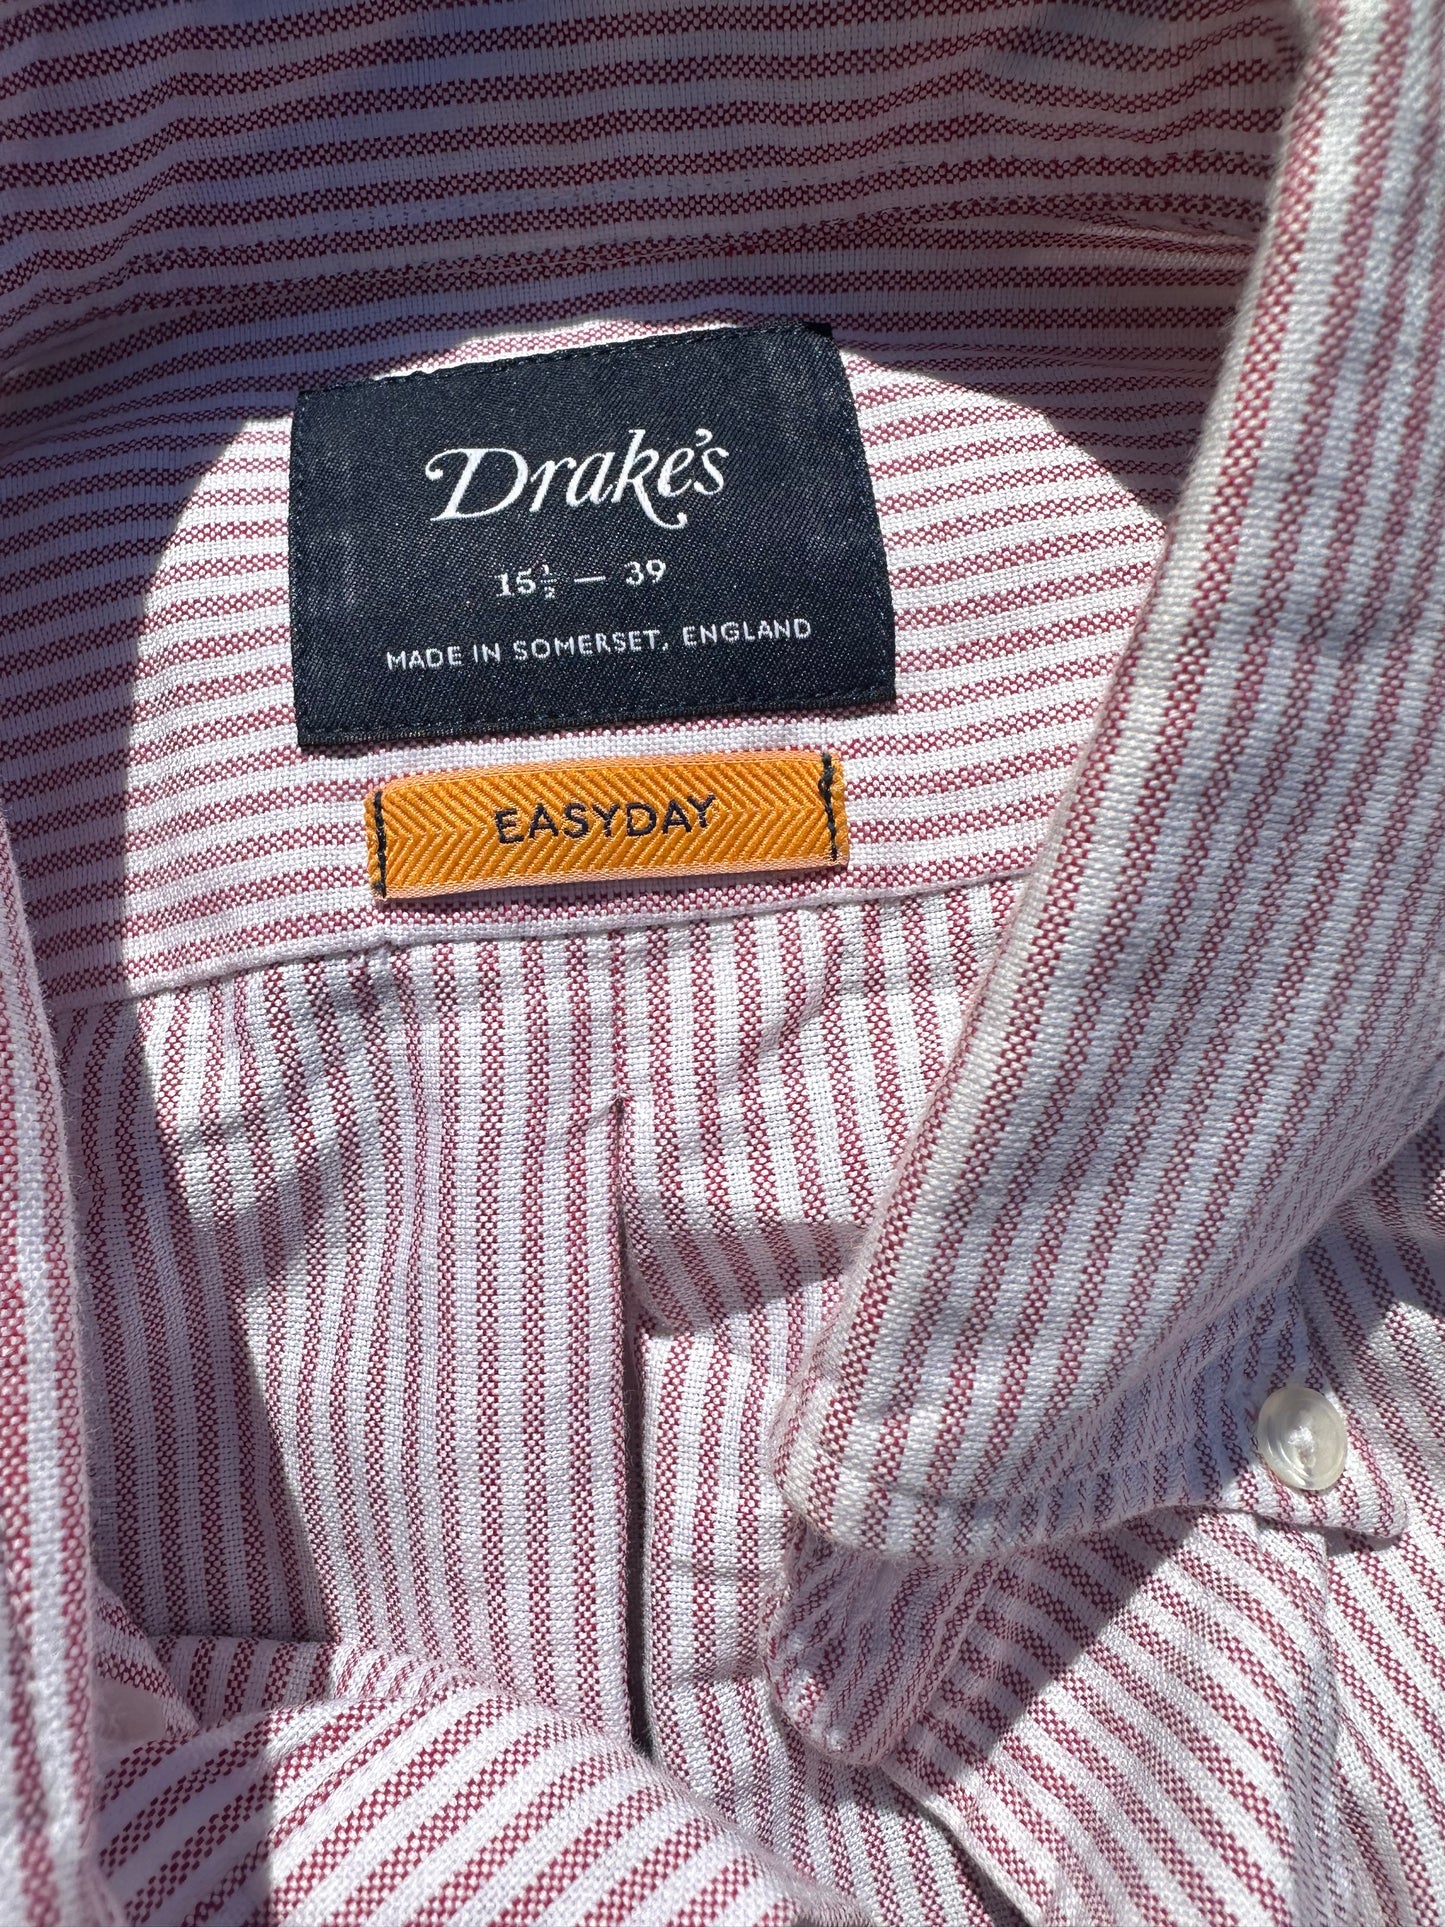 Drake's
15½ — 39
MADE IN SOMERSET, ENGLAND
EASYDAY